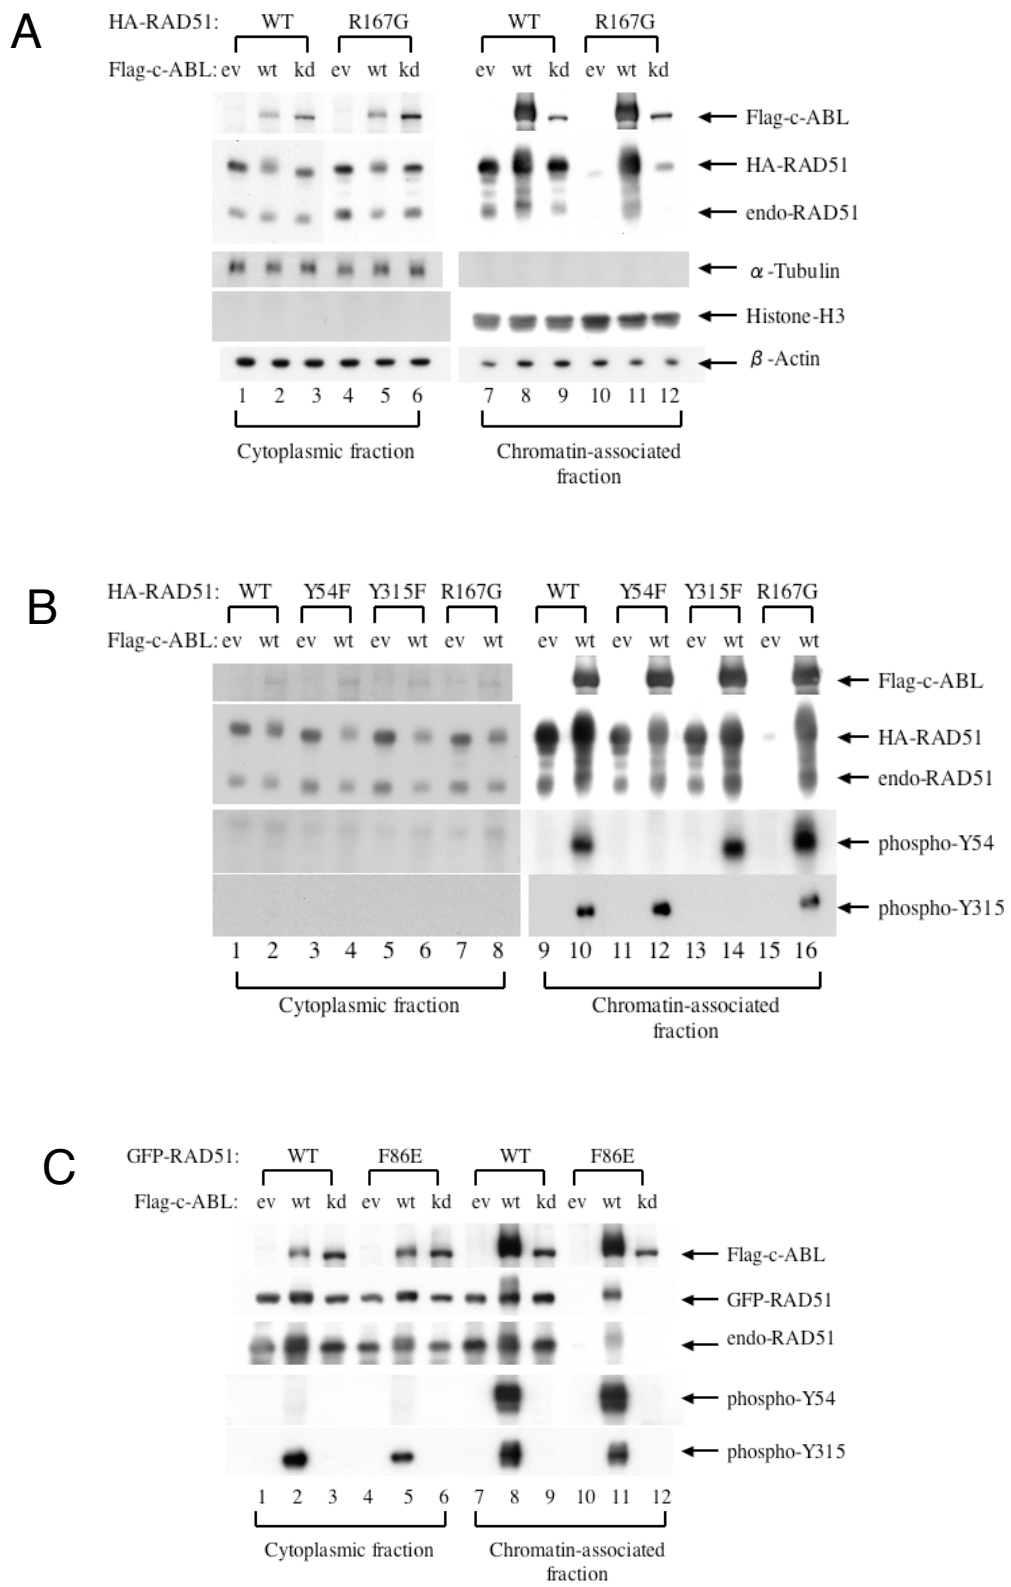 A
HA-RAD51: WT R167G WT R167G
Flag-c-ABL: ev wt kd ev wt kd ev wt kd ev wt kd
Flag-c-ABL
HA-RAD51
endo-RAD51
α-Tubulin
Histone-H3
β-Actin
1 2 3 4 5 6 7 8 9 10 11 12
Cytoplasmic fraction Chromatin-associated
fraction
B
HA-RAD51: WT Y54F Y315F R167G WT Y54F Y315F R167G
Flag-c-ABL: ev wt ev wt ev wt ev wt ev wt ev wt ev wt ev wt
Flag-c-ABL
HA-RAD51
endo-RAD51
phospho-Y54
phospho-Y315
1 2 3 4 5 6 7 8 9 10 11 12 13 14 15 16
Cytoplasmic fraction Chromatin-associated
fraction
C
GFP-RAD51: WT F86E WT F86E
Flag-c-ABL: ev wt kd ev wt kd ev wt kd ev wt kd
Flag-c-ABL
GFP-RAD51
endo-RAD51
phospho-Y54
phospho-Y315
1 2 3 4 5 6 7 8 9 10 11 12
Cytoplasmic fraction Chromatin-associated
fraction